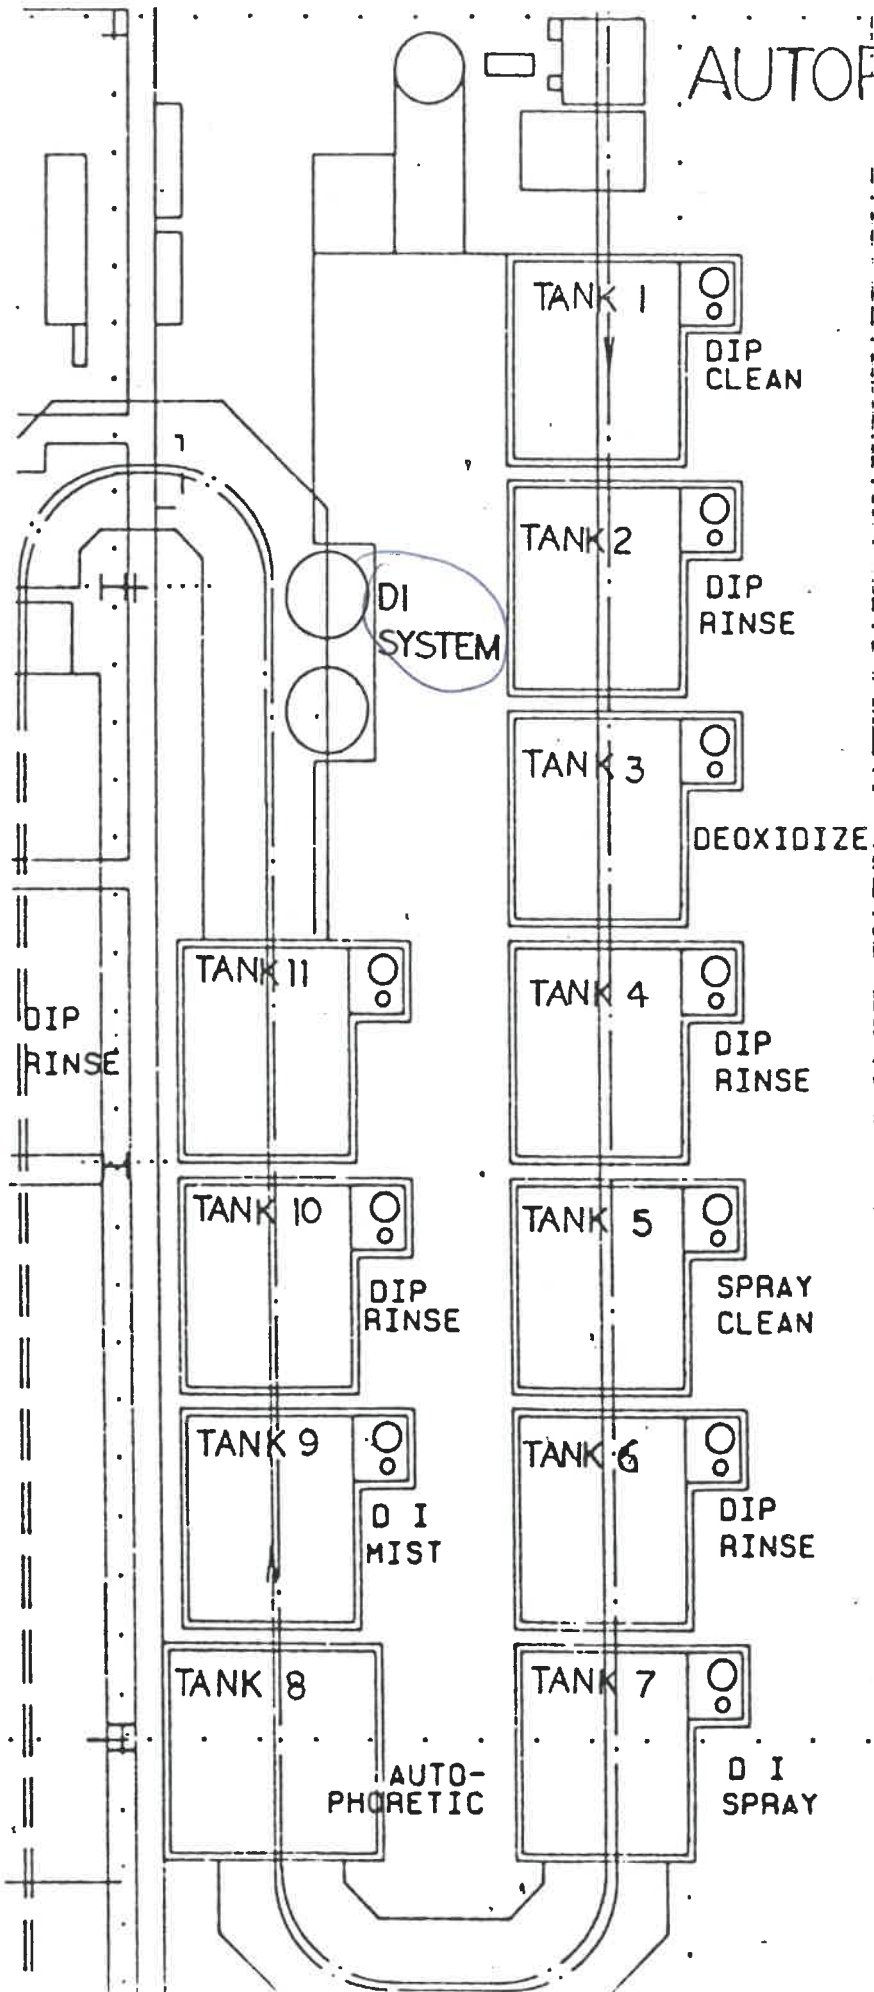 AUTOP
TANK 1
DIP
CLEAN
TANK 2
DIP
RINSE
DI
SYSTEM
TANK 3
DEOXIDIZE
TANK 11
DIP
RINSE
TANK 4
DIP
RINSE
TANK 10
DIP
RINSE
TANK 5
SPRAY
CLEAN
TANK 9
D I
MIST
TANK 6
DIP
RINSE
TANK 8
AUTO-
PHORETIC
TANK 7
D I
SPRAY